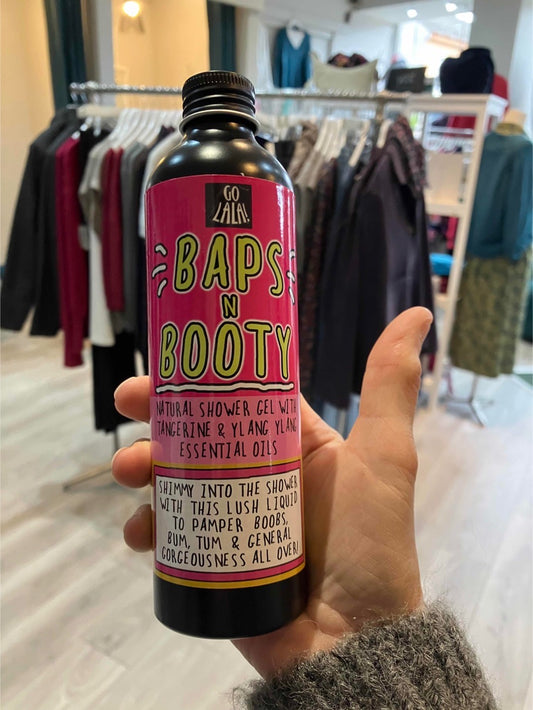 GO
LALA!
BAPS
N
BOOTY
NATURAL SHOWER GEL WITH
TANGERINE & YLANG YLANG
ESSENTIAL OILS
SHIMMY INTO THE SHOWER
WITH THIS LUSH LIQUID
TO PAMPER BOOBS,
BUM, TUM & GENERAL
GORGEOUSNESS ALL OVER!